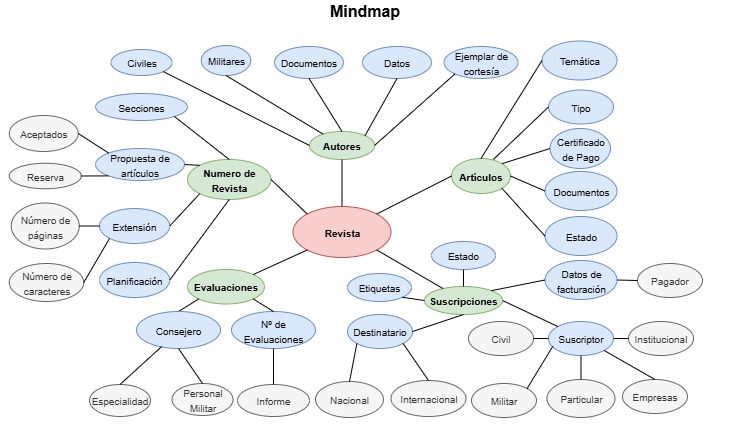 Mindmap
Civiles
Militares
Documentos
Datos
Ejemplar de
cortesía
Temática
Secciones
Tipo
Aceptados
Autores
Certificado
de Pago
Propuesta de
artículos
Reserva
Numero de
Revista
Artículos
Documentos
Número de
páginas
Extensión
Revista
Estado
Estado
Número de
caracteres
Planificación
Evaluaciones
Etiquetas
Suscripciones
Datos de
facturación
Pagador
Consejero
Nº de
Evaluaciones
Destinatario
Civil
Suscriptor
Institucional
Especialidad
Personal
Militar
Informe
Nacional
Internacional
Militar
Particular
Empresas